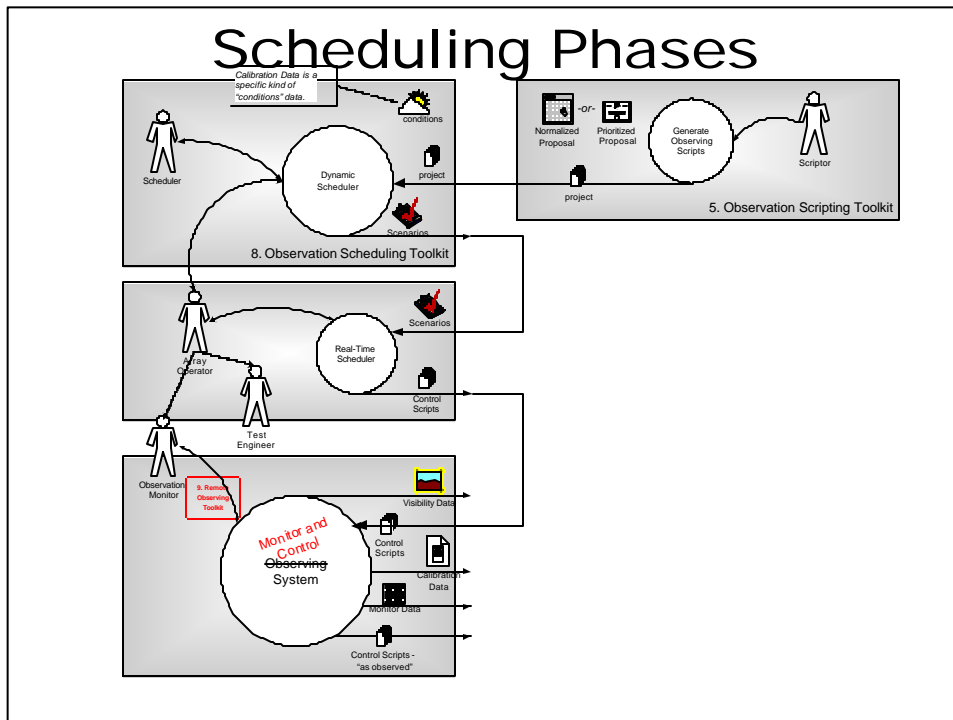 Scheduling Phases
Calibration Data is a
specific kind of
"conditions" data.
conditions
Scheduler
Dynamic
Scheduler
project
Scenarios
8. Observation Scheduling Toolkit
-or-
Normalized
Proposal
Prioritized
Proposal
Generate
Observing
Scripts
Scriptor
project
5. Observation Scripting Toolkit
Array
Operator
Real-Time
Scheduler
Scenarios
Control
Scripts
Test
Engineer
Observation
Monitor
9. Remote
Observing
Toolkit
Monitor and
Control
Observing
System
Visibility Data
Control
Scripts
Calibration
Data
Monitor Data
Control Scripts -
"as observed"